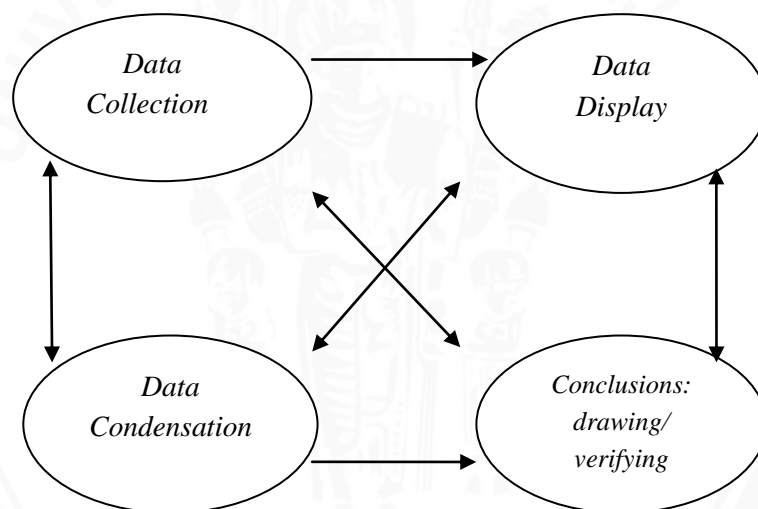 Data
Collection
Data
Display
Data
Condensation
Conclusions:
drawing/
verifying